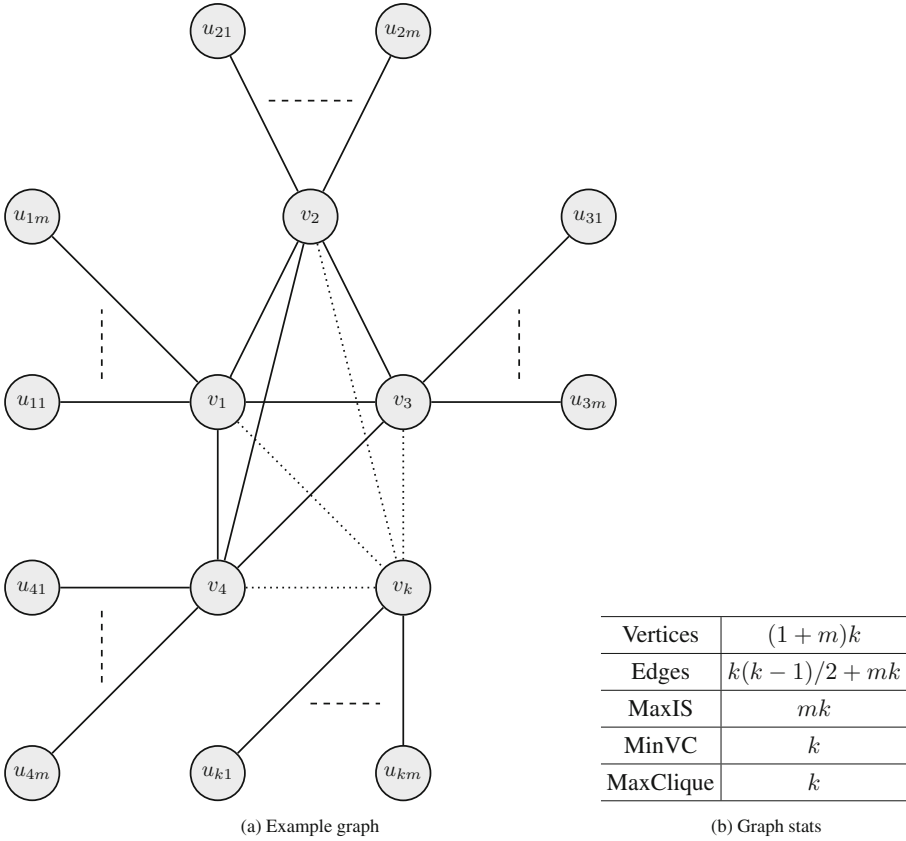 u₂₁ u₂ₘ
u₁ₘ v₂ u₃₁
u₁₁ v₁ v₃ u₃ₘ
u₄₁ v₄ vₖ
u₄ₘ uₖ₁ uₖₘ
Vertices (1 + m)k
Edges k(k − 1)/2 + mk
MaxIS mk
MinVC k
MaxClique k
(a) Example graph
(b) Graph stats